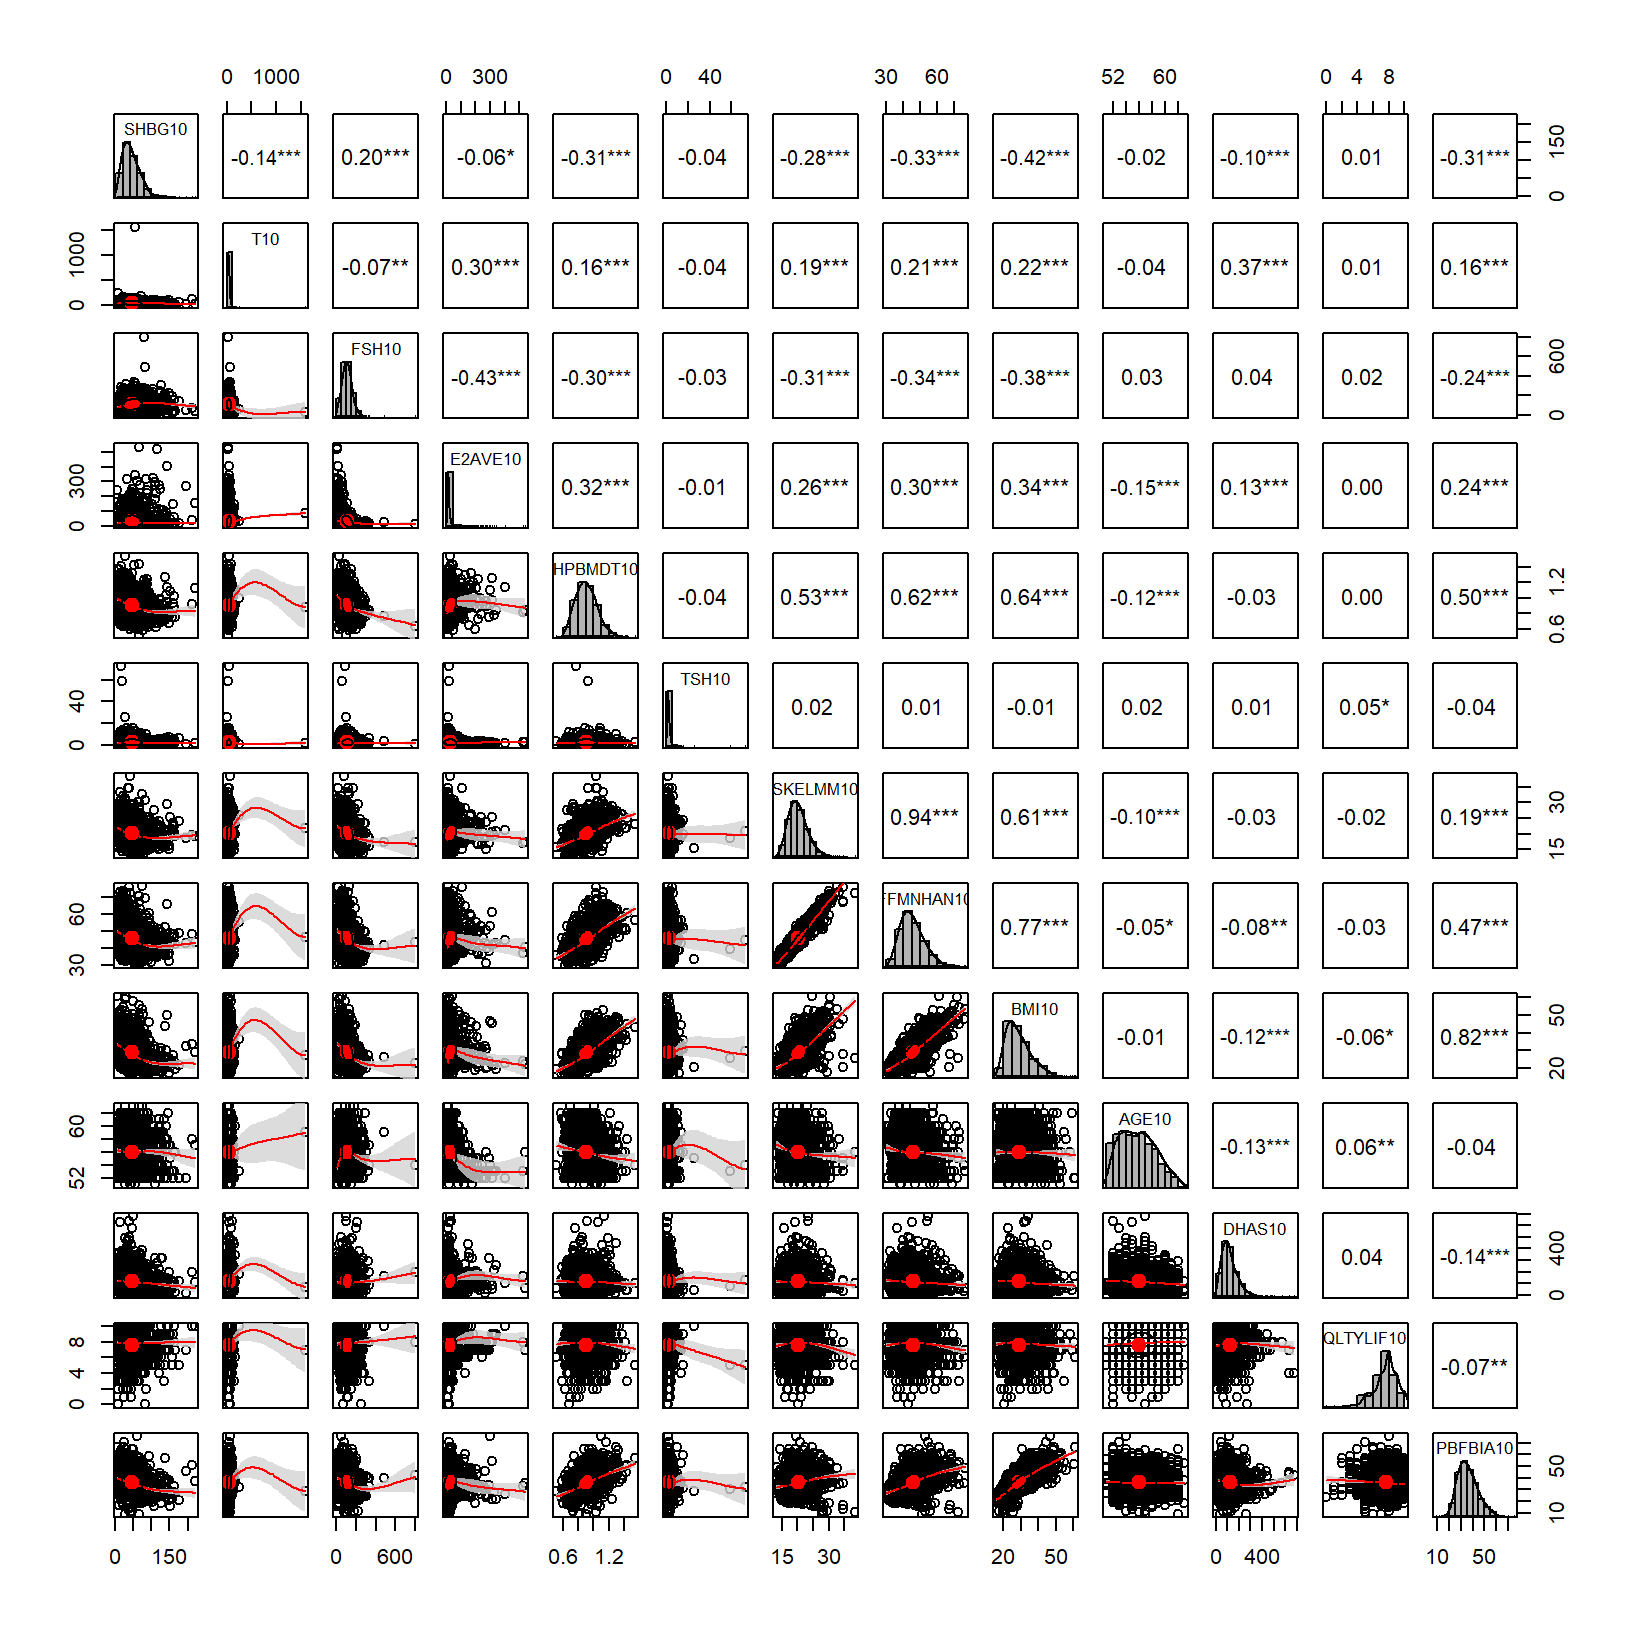 0 1000 0 300 0 40 30 60 52 60 0 4 8
SHBG10 -0.14*** 0.20*** -0.06* -0.31*** -0.04 -0.28*** -0.33*** -0.42*** -0.02 -0.10*** 0.01 -0.31*** 0 150
0 1000 T10 -0.07** 0.30*** 0.16*** -0.04 0.19*** 0.21*** 0.22*** -0.04 0.37*** 0.01 0.16***
FSH10 -0.43*** -0.30*** -0.03 -0.31*** -0.34*** -0.38*** 0.03 0.04 0.02 -0.24*** 0 600
0 300 E2AVE10 0.32*** -0.01 0.26*** 0.30*** 0.34*** -0.15*** 0.13*** 0.00 0.24***
HPBMDT10 -0.04 0.53*** 0.62*** 0.64*** -0.12*** -0.03 0.00 0.50*** 0.6 1.2
0 40 TSH10 0.02 0.01 -0.01 0.02 0.01 0.05* -0.04
SKELMM10 0.94*** 0.61*** -0.10*** -0.03 -0.02 0.19*** 15 30
30 60 FFMNHAN10 0.77*** -0.05* -0.08** -0.03 0.47***
BMI10 -0.01 -0.12*** -0.06* 0.82*** 20 50
52 60 AGE10 -0.13*** 0.06** -0.04
DHAS10 0.04 -0.14*** 0 400
0 4 8 QLTYLIF10 -0.07**
PBFBIA10 10 50
0 150 0 600 0.6 1.2 15 30 20 50 0 400 10 50